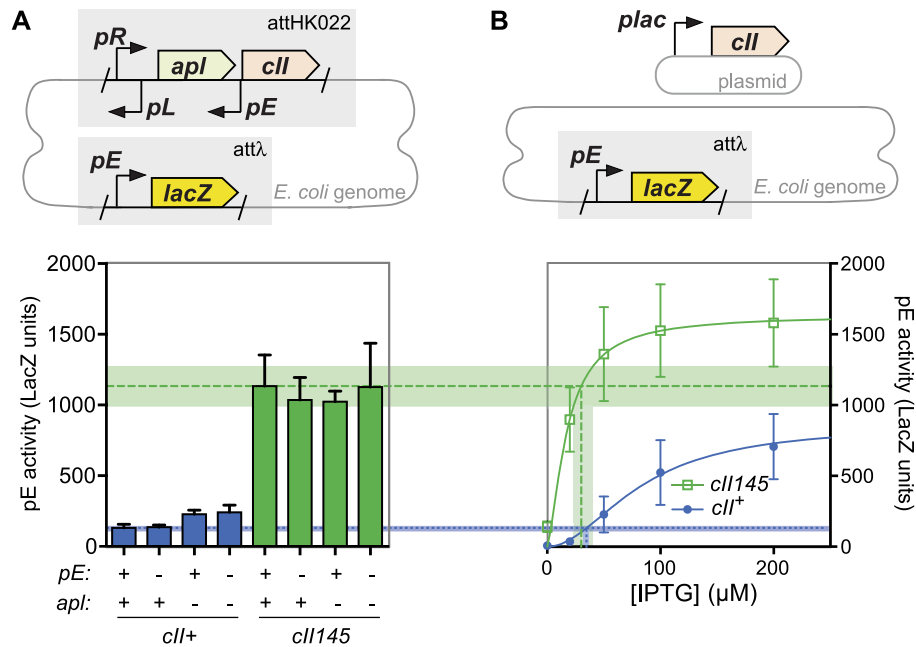 A
attHK022
pR
apI
cII
pL
pE
attλ
pE
lacZ
E. coli genome
B
plac
cII
plasmid
attλ
pE
lacZ
E. coli genome
2000
1500
1000
500
0
pE activity (LacZ units)
pE: + - + - + - + -
apI: + + - - + + - -
cII+ cII145
2000
1500
1000
500
0
pE activity (LacZ units)
cII145
cII+
0 100 200
[IPTG] (µM)